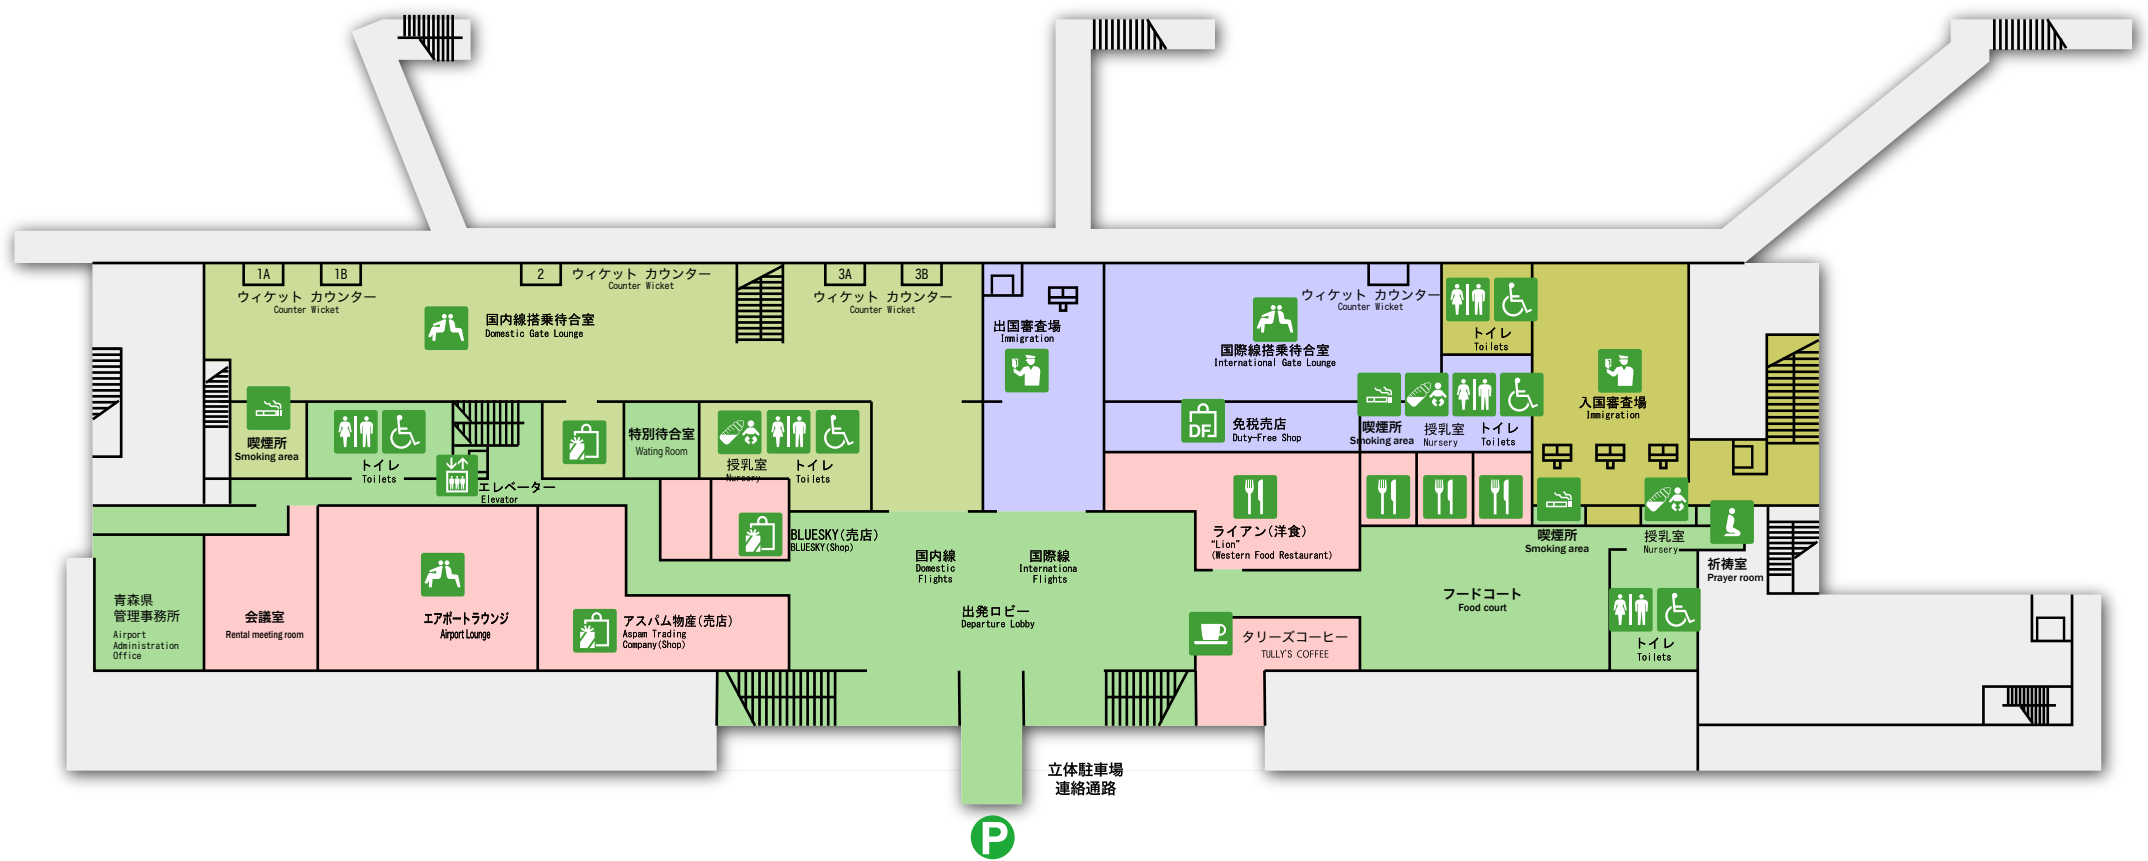 1A
1B
ウィケット カウンター
Counter Wicket
2
ウィケット カウンター
Counter Wicket
3A
3B
ウィケット カウンター
Counter Wicket
国内線搭乗待合室
Domestic Gate Lounge
出国審査場
Immigration
ウィケット カウンター
Counter Wicket
国際線搭乗待合室
International Gate Lounge
トイレ
Toilets
入国審査場
Immigration
喫煙所
Smoking area
トイレ
Toilets
エレベーター
Elevator
特別待合室
Wating Room
授乳室
Nursery
トイレ
Toilets
DF
免税売店
Duty-Free Shop
喫煙所
Smoking area
授乳室
Nursery
トイレ
Toilets
BLUESKY(売店)
BLUESKY(Shop)
国内線
Domestic
Flights
国際線
Internationa
Flights
ライアン(洋食)
“Lion”
(Western Food Restaurant)
喫煙所
Smoking area
授乳室
Nursery
祈祷室
Prayer room
青森県
管理事務所
Airport
Administration
Office
会議室
Rental meeting room
エアポートラウンジ
Airport Lounge
アスパム物産(売店)
Aspam Trading
Company(Shop)
出発ロビー
Departure Lobby
タリーズコーヒー
TULLY'S COFFEE
フードコート
Food court
トイレ
Toilets
立体駐車場
連絡通路
P